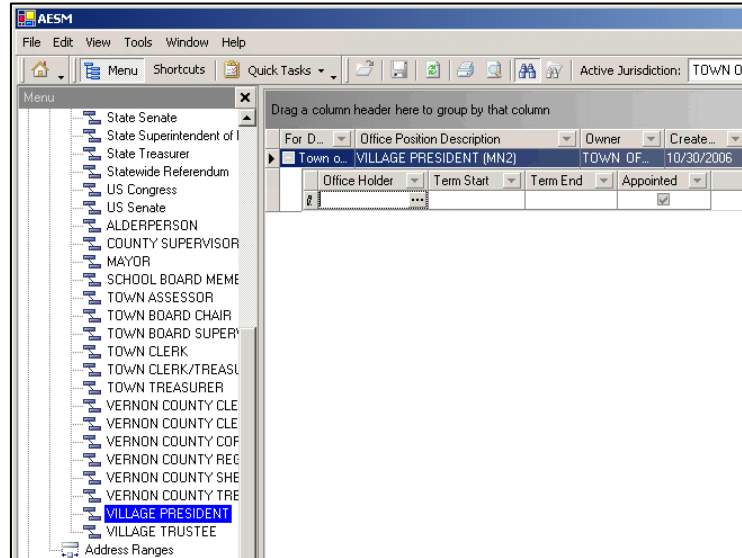 AESM
File Edit View Tools Window Help
Menu Shortcuts Quick Tasks Active Jurisdiction: TOWN O
Menu
State Senate
State Superintendent of I
State Treasurer
Statewide Referendum
US Congress
US Senate
ALDERPERSON
COUNTY SUPERVISOR
MAYOR
SCHOOL BOARD MEME
TOWN ASSESSOR
TOWN BOARD CHAIR
TOWN BOARD SUPERV
TOWN CLERK
TOWN CLERK/TREASU
TOWN TREASURER
VERNON COUNTY CLE
VERNON COUNTY CLE
VERNON COUNTY COF
VERNON COUNTY REG
VERNON COUNTY SHE
VERNON COUNTY TRE
VILLAGE PRESIDENT
VILLAGE TRUSTEE
Address Ranges
Drag a column header here to group by that column
For D... Office Position Description Owner Create...
Town o... VILLAGE PRESIDENT (MN2) TOWN OF... 10/30/2006
Office Holder Term Start Term End Appointed
...